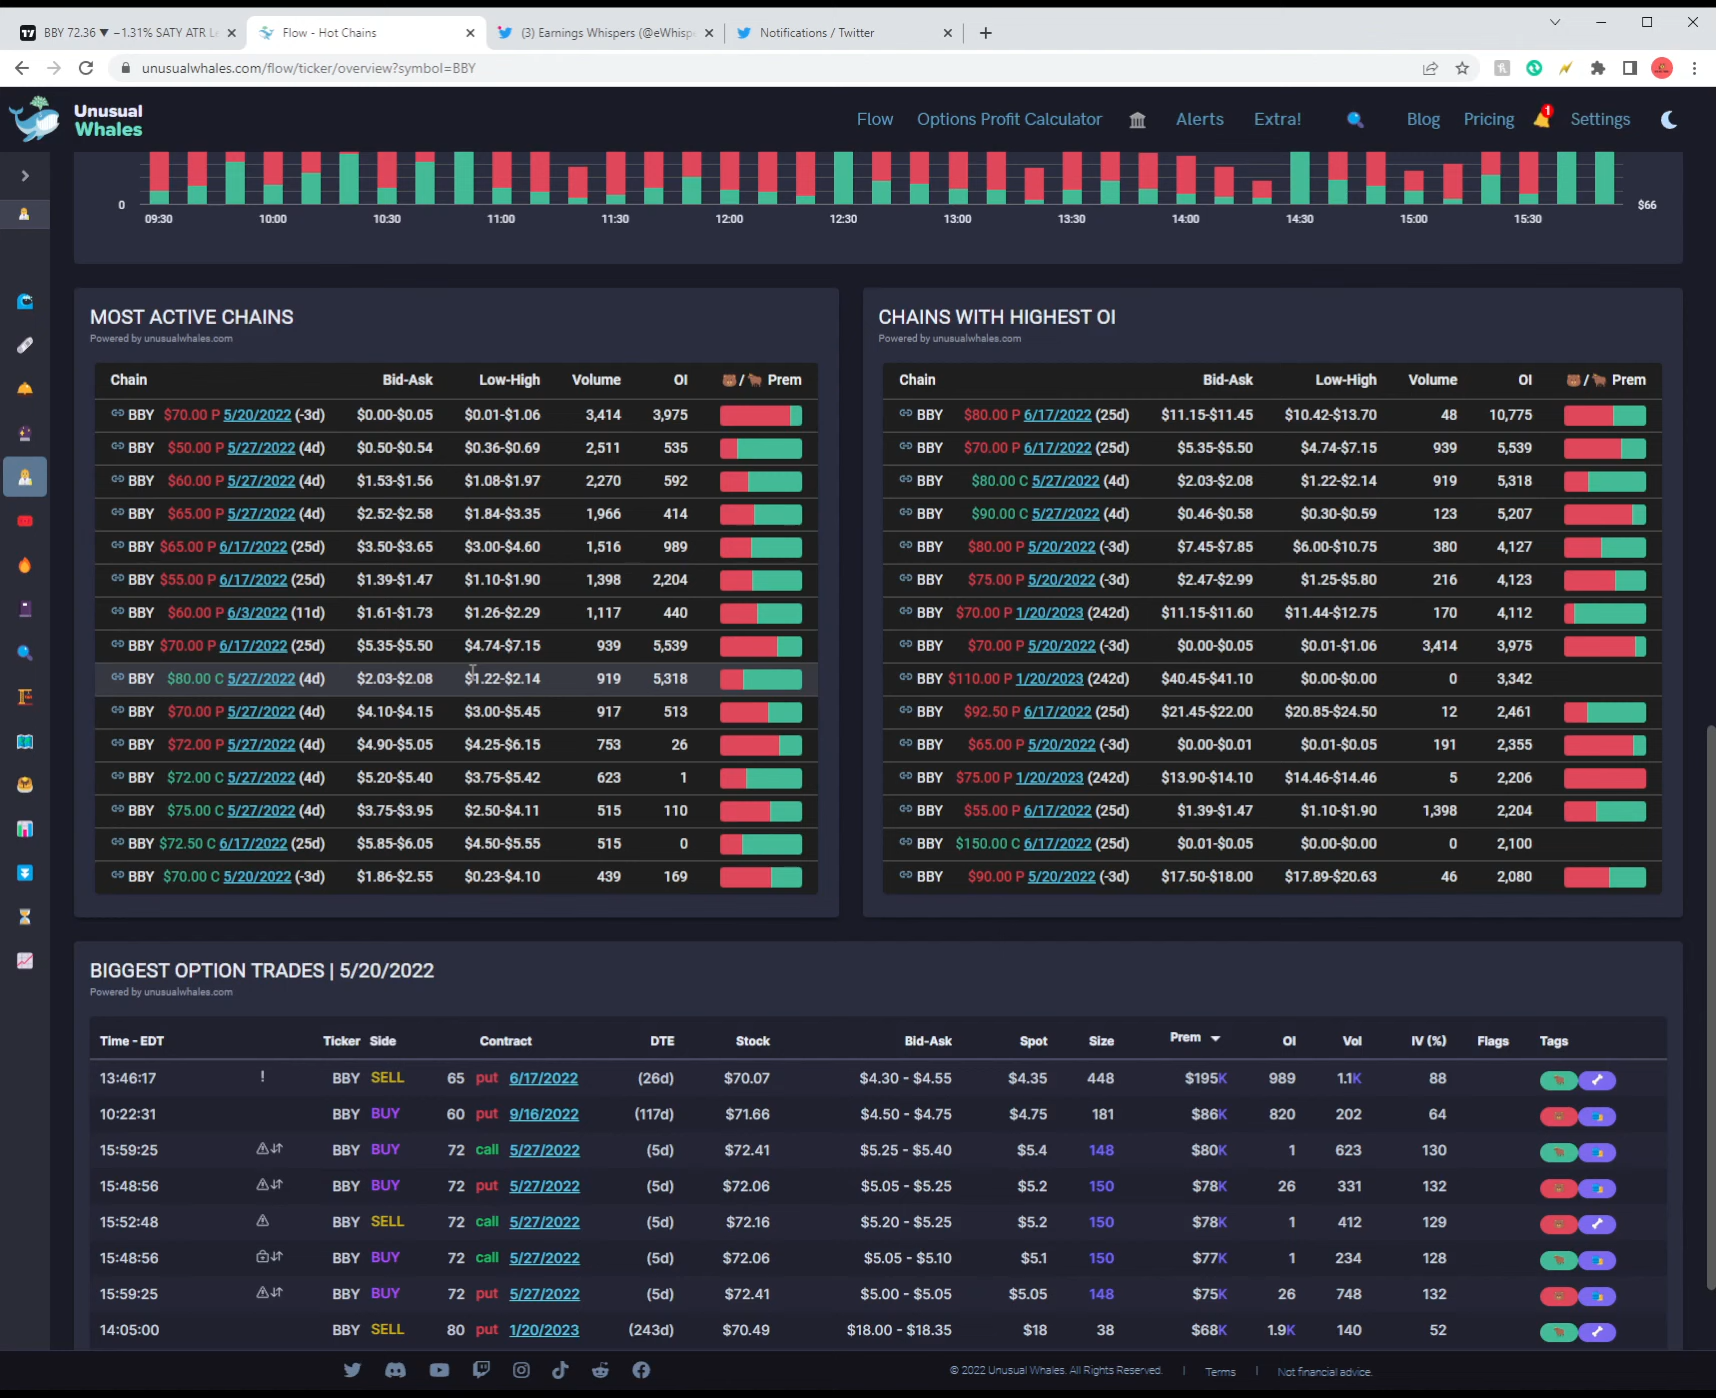 BBY 72.36 ▼ −1.31% SATY ATR L
Flow - Hot Chains
(3) Earnings Whispers (@eWhisp
Notifications / Twitter
unusualwhales.com/flow/ticker/overview?symbol=BBY
Unusual Whales
Flow
Options Profit Calculator
Alerts
Extra!
Blog
Pricing
1
Settings
0
$66
09:30 10:00 10:30 11:00 11:30 12:00 12:30 13:00 13:30 14:00 14:30 15:00 15:30
MOST ACTIVE CHAINS
Powered by unusualwhales.com
Chain Bid-Ask Low-High Volume OI 🐻/🐂 Prem
BBY $70.00 P 5/20/2022 (-3d) $0.00-$0.05 $0.01-$1.06 3,414 3,975
BBY $50.00 P 5/27/2022 (4d) $0.50-$0.54 $0.36-$0.69 2,511 535
BBY $60.00 P 5/27/2022 (4d) $1.53-$1.56 $1.08-$1.97 2,270 592
BBY $65.00 P 5/27/2022 (4d) $2.52-$2.58 $1.84-$3.35 1,966 414
BBY $65.00 P 6/17/2022 (25d) $3.50-$3.65 $3.00-$4.60 1,516 989
BBY $55.00 P 6/17/2022 (25d) $1.39-$1.47 $1.10-$1.90 1,398 2,204
BBY $60.00 P 6/3/2022 (11d) $1.61-$1.73 $1.26-$2.29 1,117 440
BBY $70.00 P 6/17/2022 (25d) $5.35-$5.50 $4.74-$7.15 939 5,539
BBY $80.00 C 5/27/2022 (4d) $2.03-$2.08 $1.22-$2.14 919 5,318
BBY $70.00 P 5/27/2022 (4d) $4.10-$4.15 $3.00-$5.45 917 513
BBY $72.00 P 5/27/2022 (4d) $4.90-$5.05 $4.25-$6.15 753 26
BBY $72.00 C 5/27/2022 (4d) $5.20-$5.40 $3.75-$5.42 623 1
BBY $75.00 C 5/27/2022 (4d) $3.75-$3.95 $2.50-$4.11 515 110
BBY $72.50 C 6/17/2022 (25d) $5.85-$6.05 $4.50-$5.55 515 0
BBY $70.00 C 5/20/2022 (-3d) $1.86-$2.55 $0.23-$4.10 439 169
CHAINS WITH HIGHEST OI
Powered by unusualwhales.com
Chain Bid-Ask Low-High Volume OI 🐻/🐂 Prem
BBY $80.00 P 6/17/2022 (25d) $11.15-$11.45 $10.42-$13.70 48 10,775
BBY $70.00 P 6/17/2022 (25d) $5.35-$5.50 $4.74-$7.15 939 5,539
BBY $80.00 C 5/27/2022 (4d) $2.03-$2.08 $1.22-$2.14 919 5,318
BBY $90.00 C 5/27/2022 (4d) $0.46-$0.58 $0.30-$0.59 123 5,207
BBY $80.00 P 5/20/2022 (-3d) $7.45-$7.85 $6.00-$10.75 380 4,127
BBY $75.00 P 5/20/2022 (-3d) $2.47-$2.99 $1.25-$5.80 216 4,123
BBY $70.00 P 1/20/2023 (242d) $11.15-$11.60 $11.44-$12.75 170 4,112
BBY $70.00 P 5/20/2022 (-3d) $0.00-$0.05 $0.01-$1.06 3,414 3,975
BBY $110.00 P 1/20/2023 (242d) $40.45-$41.10 $0.00-$0.00 0 3,342
BBY $92.50 P 6/17/2022 (25d) $21.45-$22.00 $20.85-$24.50 12 2,461
BBY $65.00 P 5/20/2022 (-3d) $0.00-$0.01 $0.01-$0.05 191 2,355
BBY $75.00 P 1/20/2023 (242d) $13.90-$14.10 $14.46-$14.46 5 2,206
BBY $55.00 P 6/17/2022 (25d) $1.39-$1.47 $1.10-$1.90 1,398 2,204
BBY $150.00 C 6/17/2022 (25d) $0.01-$0.05 $0.00-$0.00 0 2,100
BBY $90.00 P 5/20/2022 (-3d) $17.50-$18.00 $17.89-$20.63 46 2,080
BIGGEST OPTION TRADES | 5/20/2022
Powered by unusualwhales.com
Time - EDT Ticker Side Contract DTE Stock Bid-Ask Spot Size Prem OI Vol IV (%) Flags Tags
13:46:17 ! BBY SELL 65 put 6/17/2022 (26d) $70.07 $4.30 - $4.55 $4.35 448 $195K 989 1.1K 88
10:22:31 BBY BUY 60 put 9/16/2022 (117d) $71.66 $4.50 - $4.75 $4.75 181 $86K 820 202 64
15:59:25 BBY BUY 72 call 5/27/2022 (5d) $72.41 $5.25 - $5.40 $5.4 148 $80K 1 623 130
15:48:56 BBY BUY 72 put 5/27/2022 (5d) $72.06 $5.05 - $5.25 $5.2 150 $78K 26 331 132
15:52:48 BBY SELL 72 call 5/27/2022 (5d) $72.16 $5.20 - $5.25 $5.2 150 $78K 1 412 129
15:48:56 BBY BUY 72 call 5/27/2022 (5d) $72.06 $5.05 - $5.10 $5.1 150 $77K 1 234 128
15:59:25 BBY BUY 72 put 5/27/2022 (5d) $72.41 $5.00 - $5.05 $5.05 148 $75K 26 748 132
14:05:00 BBY SELL 80 put 1/20/2023 (243d) $70.49 $18.00 - $18.35 $18 38 $68K 1.9K 140 52
© 2022 Unusual Whales. All Rights Reserved. | Terms | Not financial advice.